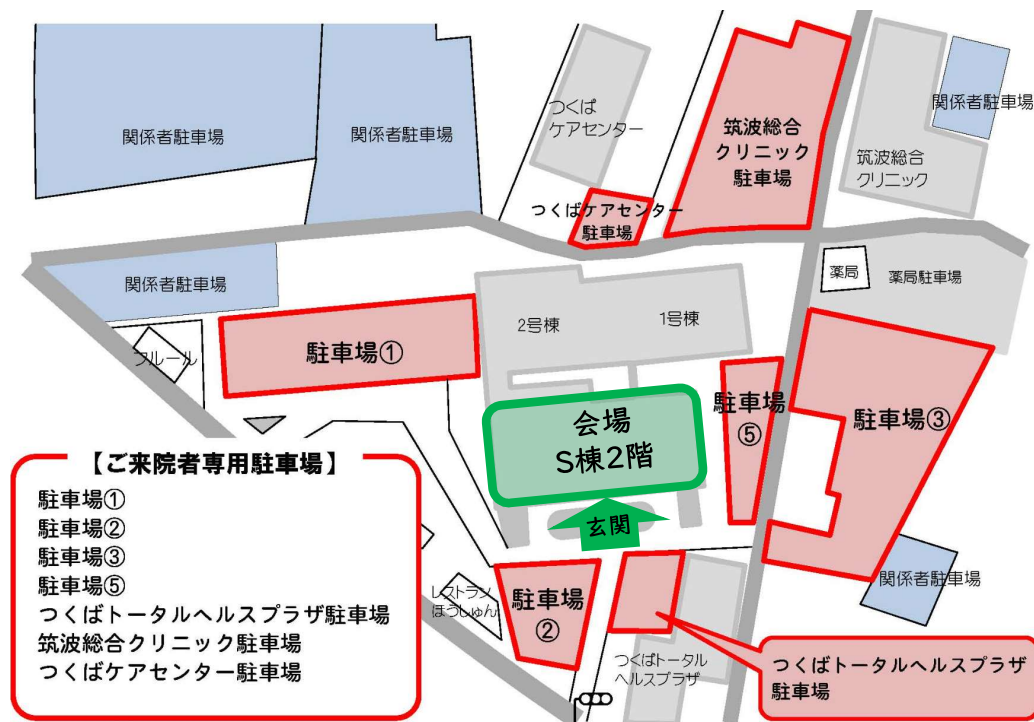 つくば
ケアセンター
筑波総合
クリニック
駐車場
関係者駐車場
関係者駐車場
関係者駐車場
筑波総合
クリニック
つくばケアセンター
駐車場
関係者駐車場
薬局
薬局駐車場
2号棟
1号棟
フルール
駐車場①
駐車場
⑤
駐車場③
会場
S棟2階
玄関
【ご来院者専用駐車場】
駐車場①
駐車場②
駐車場③
駐車場⑤
つくばトータルヘルスプラザ駐車場
筑波総合クリニック駐車場
つくばケアセンター駐車場
レストラン
ほうしゅん
駐車場
②
関係者駐車場
つくばトータル
ヘルスプラザ
つくばトータルヘルスプラザ
駐車場